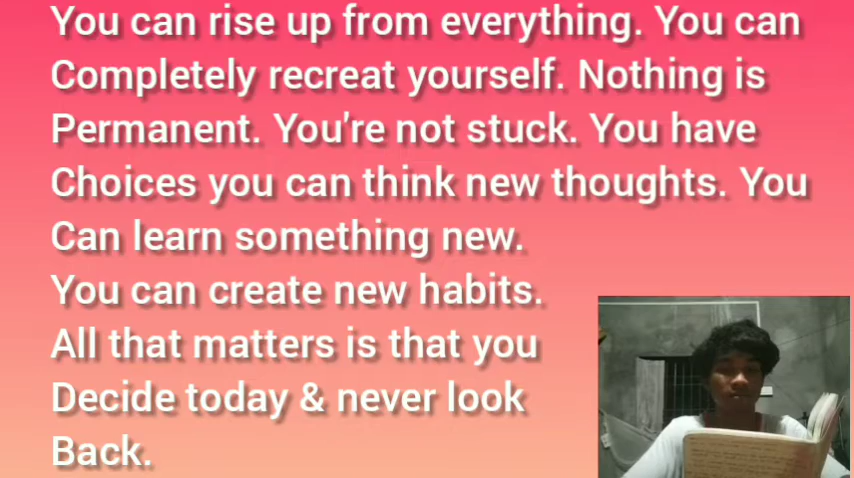 You can rise up from everything. You can
Completely recreat yourself. Nothing is
Permanent. You're not stuck. You have
Choices you can think new thoughts. You
Can learn something new.
You can create new habits.
All that matters is that you
Decide today & never look
Back.